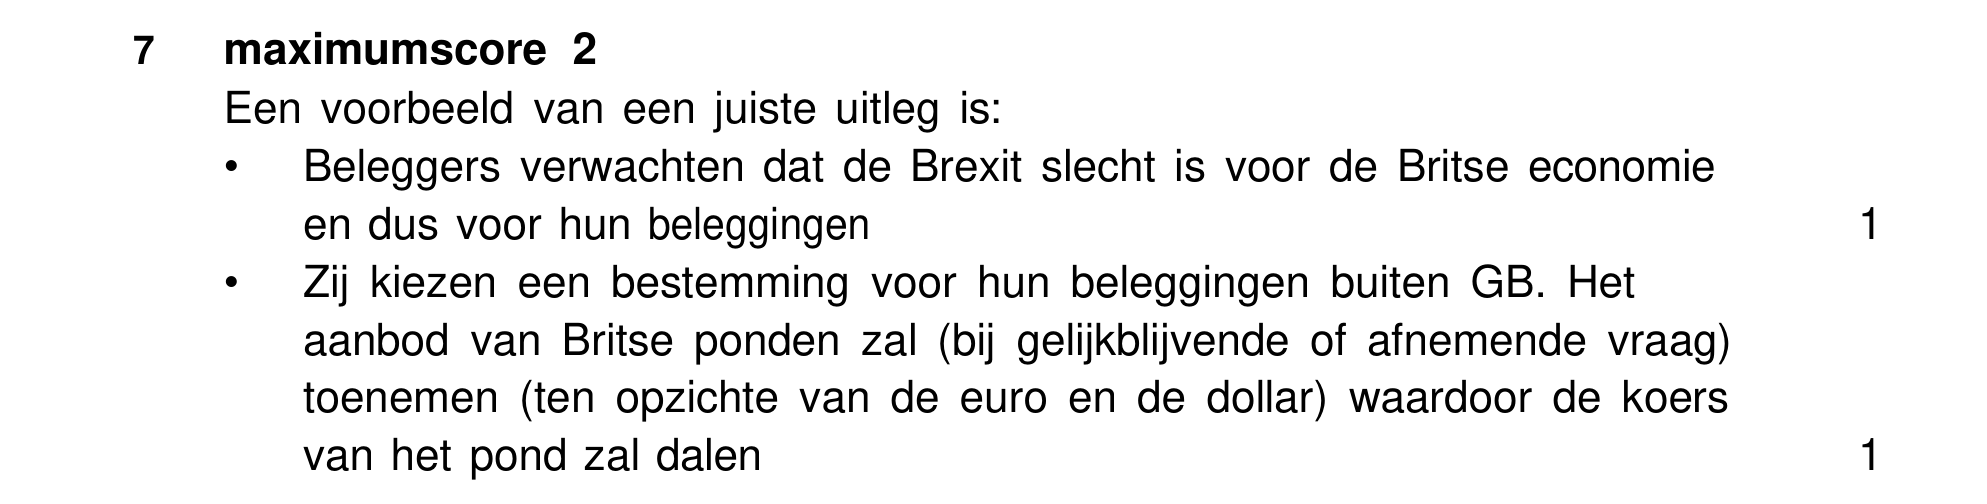 7 maximumscore 2
Een voorbeeld van een juiste uitleg is:
• Beleggers verwachten dat de Brexit slecht is voor de Britse economie
en dus voor hun beleggingen 1
• Zij kiezen een bestemming voor hun beleggingen buiten GB. Het
aanbod van Britse ponden zal (bij gelijkblijvende of afnemende vraag)
toenemen (ten opzichte van de euro en de dollar) waardoor de koers
van het pond zal dalen 1